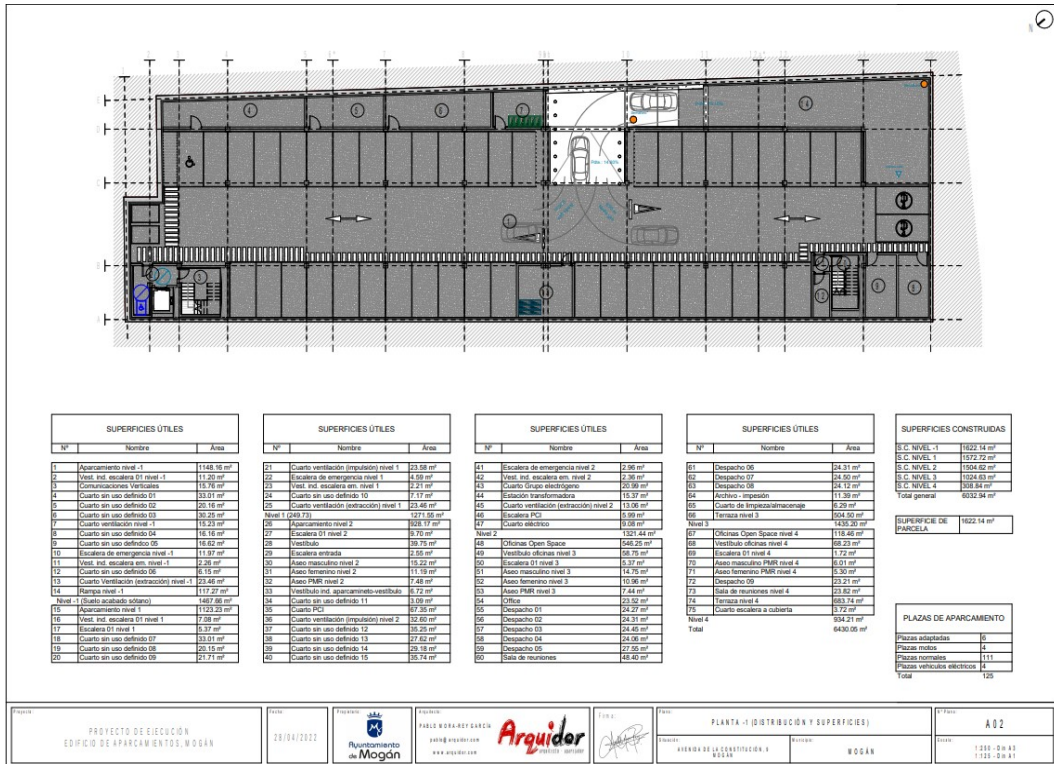 SUPERFICIES ÚTILES
Nº Nombre Área
1 Aparcamiento nivel -1 1148.16 m²
2 Vest. ind. escalera 01 nivel -1 11.20 m²
3 Comunicaciones Verticales 15.76 m²
4 Cuarto sin uso definido 01 33.01 m²
5 Cuarto sin uso definido 02 20.16 m²
6 Cuarto sin uso definido 03 30.25 m²
7 Cuarto ventilación nivel -1 15.23 m²
8 Cuarto sin uso definido 04 16.16 m²
9 Cuarto sin uso definido 05 16.62 m²
10 Escalera de emergencia nivel -1 11.97 m²
11 Vest. ind. escalera em. nivel -1 2.26 m²
12 Cuarto sin uso definido 06 6.15 m²
13 Cuarto Ventilación (extracción) nivel -1 23.46 m²
14 Rampa nivel -1 117.27 m²
Nivel -1 (Suelo acabado sótano) 1467.66 m²
15 Aparcamiento nivel 1 1123.23 m²
16 Vest. ind. escalera 01 nivel 1 7.08 m²
17 Escalera 01 nivel 1 5.37 m²
18 Cuarto sin uso definido 07 33.01 m²
19 Cuarto sin uso definido 08 20.15 m²
20 Cuarto sin uso definido 09 21.71 m²
SUPERFICIES ÚTILES
Nº Nombre Área
21 Cuarto ventilación (impulsión) nivel 1 23.58 m²
22 Escalera de emergencia nivel 1 4.59 m²
23 Vest. ind. escalera em. nivel 1 2.21 m²
24 Cuarto sin uso definido 10 7.17 m²
25 Cuarto ventilación (extracción) nivel 1 23.46 m²
Nivel 1 (249.73) 1271.55 m²
26 Aparcamiento nivel 2 928.17 m²
27 Escalera 01 nivel 2 9.70 m²
28 Vestíbulo 39.75 m²
29 Escalera entrada 2.55 m²
30 Aseo masculino nivel 2 15.22 m²
31 Aseo femenino nivel 2 11.19 m²
32 Aseo PMR nivel 2 7.48 m²
33 Vestíbulo ind. aparcamineto-vestíbulo 6.72 m²
34 Cuarto sin uso definido 11 3.09 m²
35 Cuarto PCI 67.35 m²
36 Cuarto ventilación (impulsión) nivel 2 32.60 m²
37 Cuarto sin uso definido 12 35.25 m²
38 Cuarto sin uso definido 13 27.62 m²
39 Cuarto sin uso definido 14 29.18 m²
40 Cuarto sin uso definido 15 35.74 m²
SUPERFICIES ÚTILES
Nº Nombre Área
41 Escalera de emergencia nivel 2 2.96 m²
42 Vest. ind. escalera em. nivel 2 2.36 m²
43 Cuarto Grupo electrógeno 20.99 m²
44 Estación transformadora 15.37 m²
45 Cuarto ventilación (extracción) nivel 2 13.06 m²
46 Escalera PCI 5.99 m²
47 Cuarto eléctrico 9.08 m²
Nivel 2 1321.44 m²
48 Oficinas Open Space 546.25 m²
49 Vestíbulo oficinas nivel 3 58.75 m²
50 Escalera 01 nivel 3 5.37 m²
51 Aseo masculino nivel 3 14.75 m²
52 Aseo femenino nivel 3 10.96 m²
53 Aseo PMR nivel 3 7.44 m²
54 Office 23.52 m²
55 Despacho 01 24.27 m²
56 Despacho 02 24.31 m²
57 Despacho 03 24.45 m²
58 Despacho 04 24.06 m²
59 Despacho 05 27.55 m²
60 Sala de reuniones 48.40 m²
SUPERFICIES ÚTILES
Nº Nombre Área
61 Despacho 06 24.31 m²
62 Despacho 07 24.50 m²
63 Despacho 08 24.12 m²
64 Archivo - impesión 11.39 m²
65 Cuarto de limpieza/almacenaje 6.29 m²
66 Terraza nivel 3 504.50 m²
Nivel 3 1435.20 m²
67 Oficinas Open Space nivel 4 118.46 m²
68 Vestíbulo oficinas nivel 4 68.23 m²
69 Escalera 01 nivel 4 1.72 m²
70 Aseo masculino PMR nivel 4 6.01 m²
71 Aseo femenino PMR nivel 4 5.30 m²
72 Despacho 09 23.21 m²
73 Sala de reuniones nivel 4 23.82 m²
74 Terraza nivel 4 683.74 m²
75 Cuarto escalera a cubierta 3.72 m²
Nivel 4 934.21 m²
Total 6430.05 m²
SUPERFICIES CONSTRUIDAS
S.C. NIVEL -1 1622.14 m²
S.C. NIVEL 1 1572.72 m²
S.C. NIVEL 2 1504.62 m²
S.C. NIVEL 3 1024.63 m²
S.C. NIVEL 4 308.84 m²
Total general 6032.94 m²
SUPERFICIE DE PARCELA 1622.14 m²
PLAZAS DE APARCAMIENTO
Plazas adaptadas 6
Plazas motos 4
Plazas normales 111
Plazas vehículos eléctricos 4
Total 125
Proyecto:
PROYECTO DE EJECUCIÓN
EDIFICIO DE APARCAMIENTOS, MOGÁN
Fecha:
28/04/2022
Ayuntamiento
de Mogán
Arquitecto:
PABLO MORA-REY GARCÍA
pablo@arquidor.com
www.arquidor.com
Arquidor
Firma:
Plano:
PLANTA -1 (DISTRIBUCIÓN Y SUPERFICIES)
Situación:
AVENIDA DE LA CONSTITUCIÓN, 8
MOGÁN
Municipio:
MOGÁN
Nº Plano:
A02
Escala:
1:250 - Din A3
1:125 - Din A1